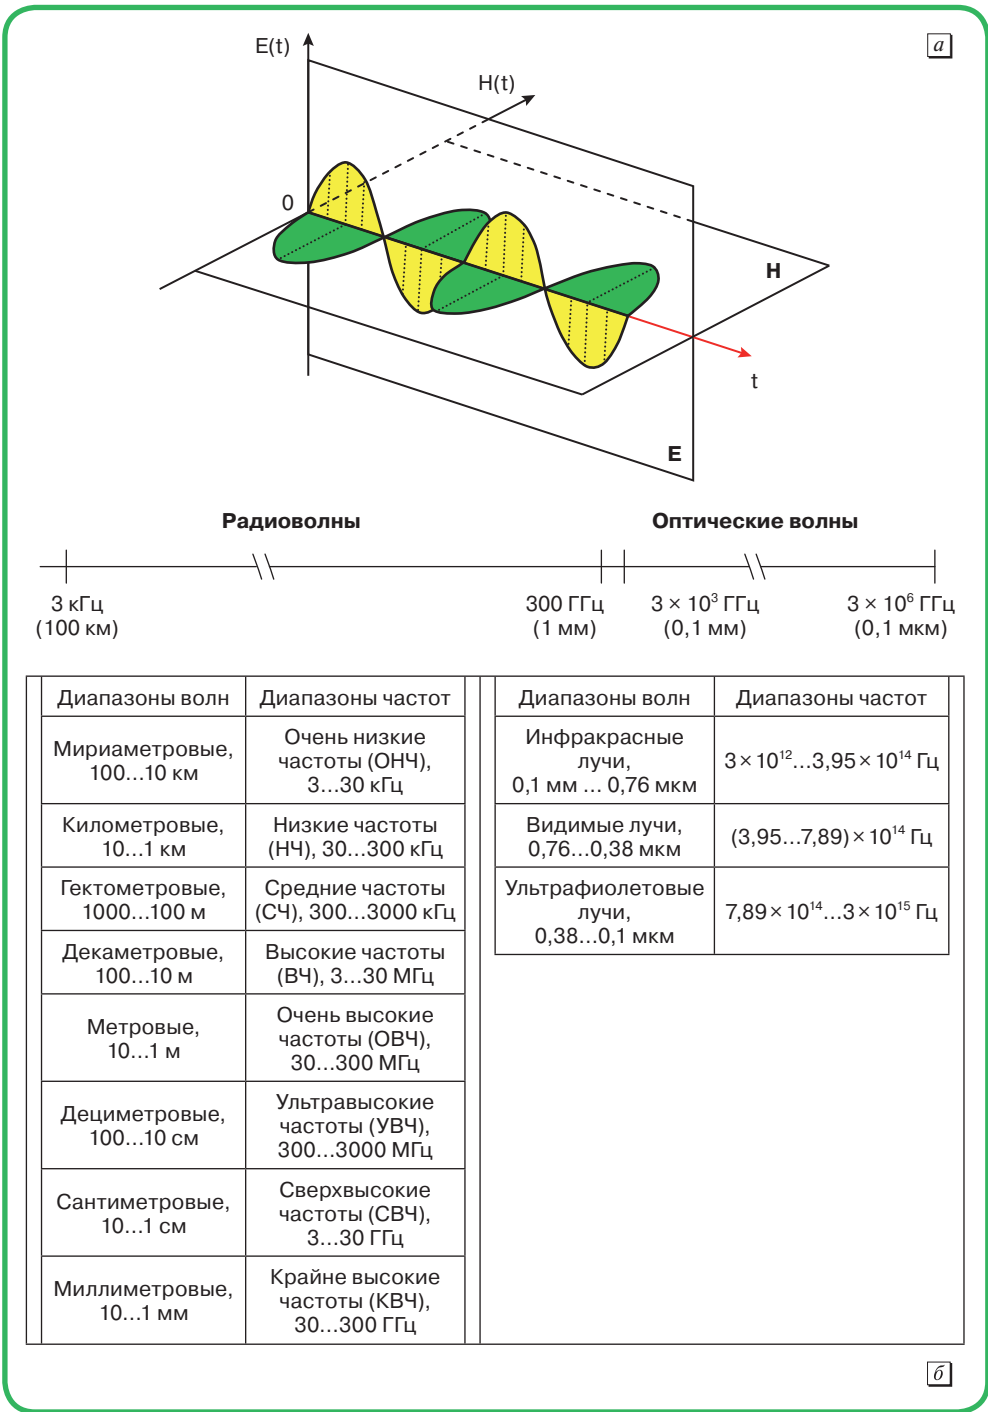 E(t)
а
H(t)
0
H
t
E
Радиоволны
Оптические волны
3 кГц
(100 км)
300 ГГц
(1 мм)
3 × 10³ ГГц
(0,1 мм)
3 × 10⁶ ГГц
(0,1 мкм)
Диапазоны волн
Диапазоны частот
Мириаметровые,
100...10 км
Очень низкие
частоты (ОНЧ),
3...30 кГц
Километровые,
10...1 км
Низкие частоты
(НЧ), 30...300 кГц
Гектометровые,
1000...100 м
Средние частоты
(СЧ), 300...3000 кГц
Декаметровые,
100...10 м
Высокие частоты
(ВЧ), 3...30 МГц
Метровые,
10...1 м
Очень высокие
частоты (ОВЧ),
30...300 МГц
Дециметровые,
100...10 см
Ультравысокие
частоты (УВЧ),
300...3000 МГц
Сантиметровые,
10...1 см
Сверхвысокие
частоты (СВЧ),
3...30 ГГц
Миллиметровые,
10...1 мм
Крайне высокие
частоты (КВЧ),
30...300 ГГц
Диапазоны волн
Диапазоны частот
Инфракрасные
лучи,
0,1 мм ... 0,76 мкм
3 × 10¹²...3,95 × 10¹⁴ Гц
Видимые лучи,
0,76...0,38 мкм
(3,95...7,89) × 10¹⁴ Гц
Ультрафиолетовые
лучи,
0,38...0,1 мкм
7,89 × 10¹⁴...3 × 10¹⁵ Гц
б